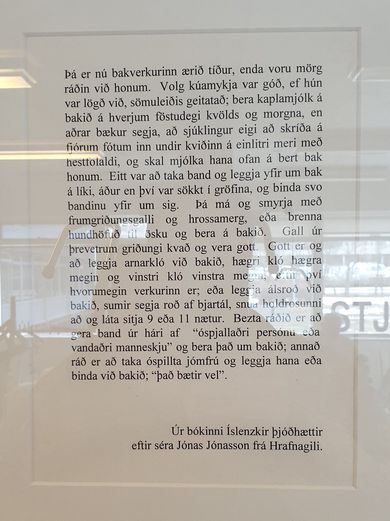 Þá er nú bakverkurinn ærið tíður, enda voru mörg
ráðin við honum. Volg kúamykja var góð, ef hún
var lögð við, sömuleiðis geitatað; bera kaplamjólk á
bakið á hverjum föstudegi kvölds og morgna, en
aðrar bækur segja, að sjúklingur eigi að skríða á
fjórum fótum inn undir kviðinn á einlitri meri með
hestfolaldi, og skal mjólka hana ofan á bert bak
honum. Eitt var að taka band og leggja yfir um bak
á líki, áður en því var sökkt í gröfina, og binda svo
bandinu yfir um sig. Þá má og smyrja með
frumgriðungsgalli og hrossamerg, eða brenna
hundhöfuð til ösku og bera á bakið. Gall úr
þrevetrum griðungi kvað og vera gott. Gott er og
að leggja arnarkló við bakið, hægri kló hægra
megin og vinstri kló vinstra megin, eftir því
hvorumegin verkurinn er; eða leggja álsroð við
bakið, sumir segja roð af bjartál, snúa holdrosunni
að og láta sitja 9 eða 11 nætur. Bezta ráðið er að
gera band úr hári af "óspjallaðri persónu eða
vandaðri manneskju" og bera það um bakið; annað
ráð er að taka óspillta jómfrú og leggja hana eða
binda við bakið; "það bætir vel".
Úr bókinni Íslenzkir þjóðhættir
eftir séra Jónas Jónasson frá Hrafnagili.
STJ